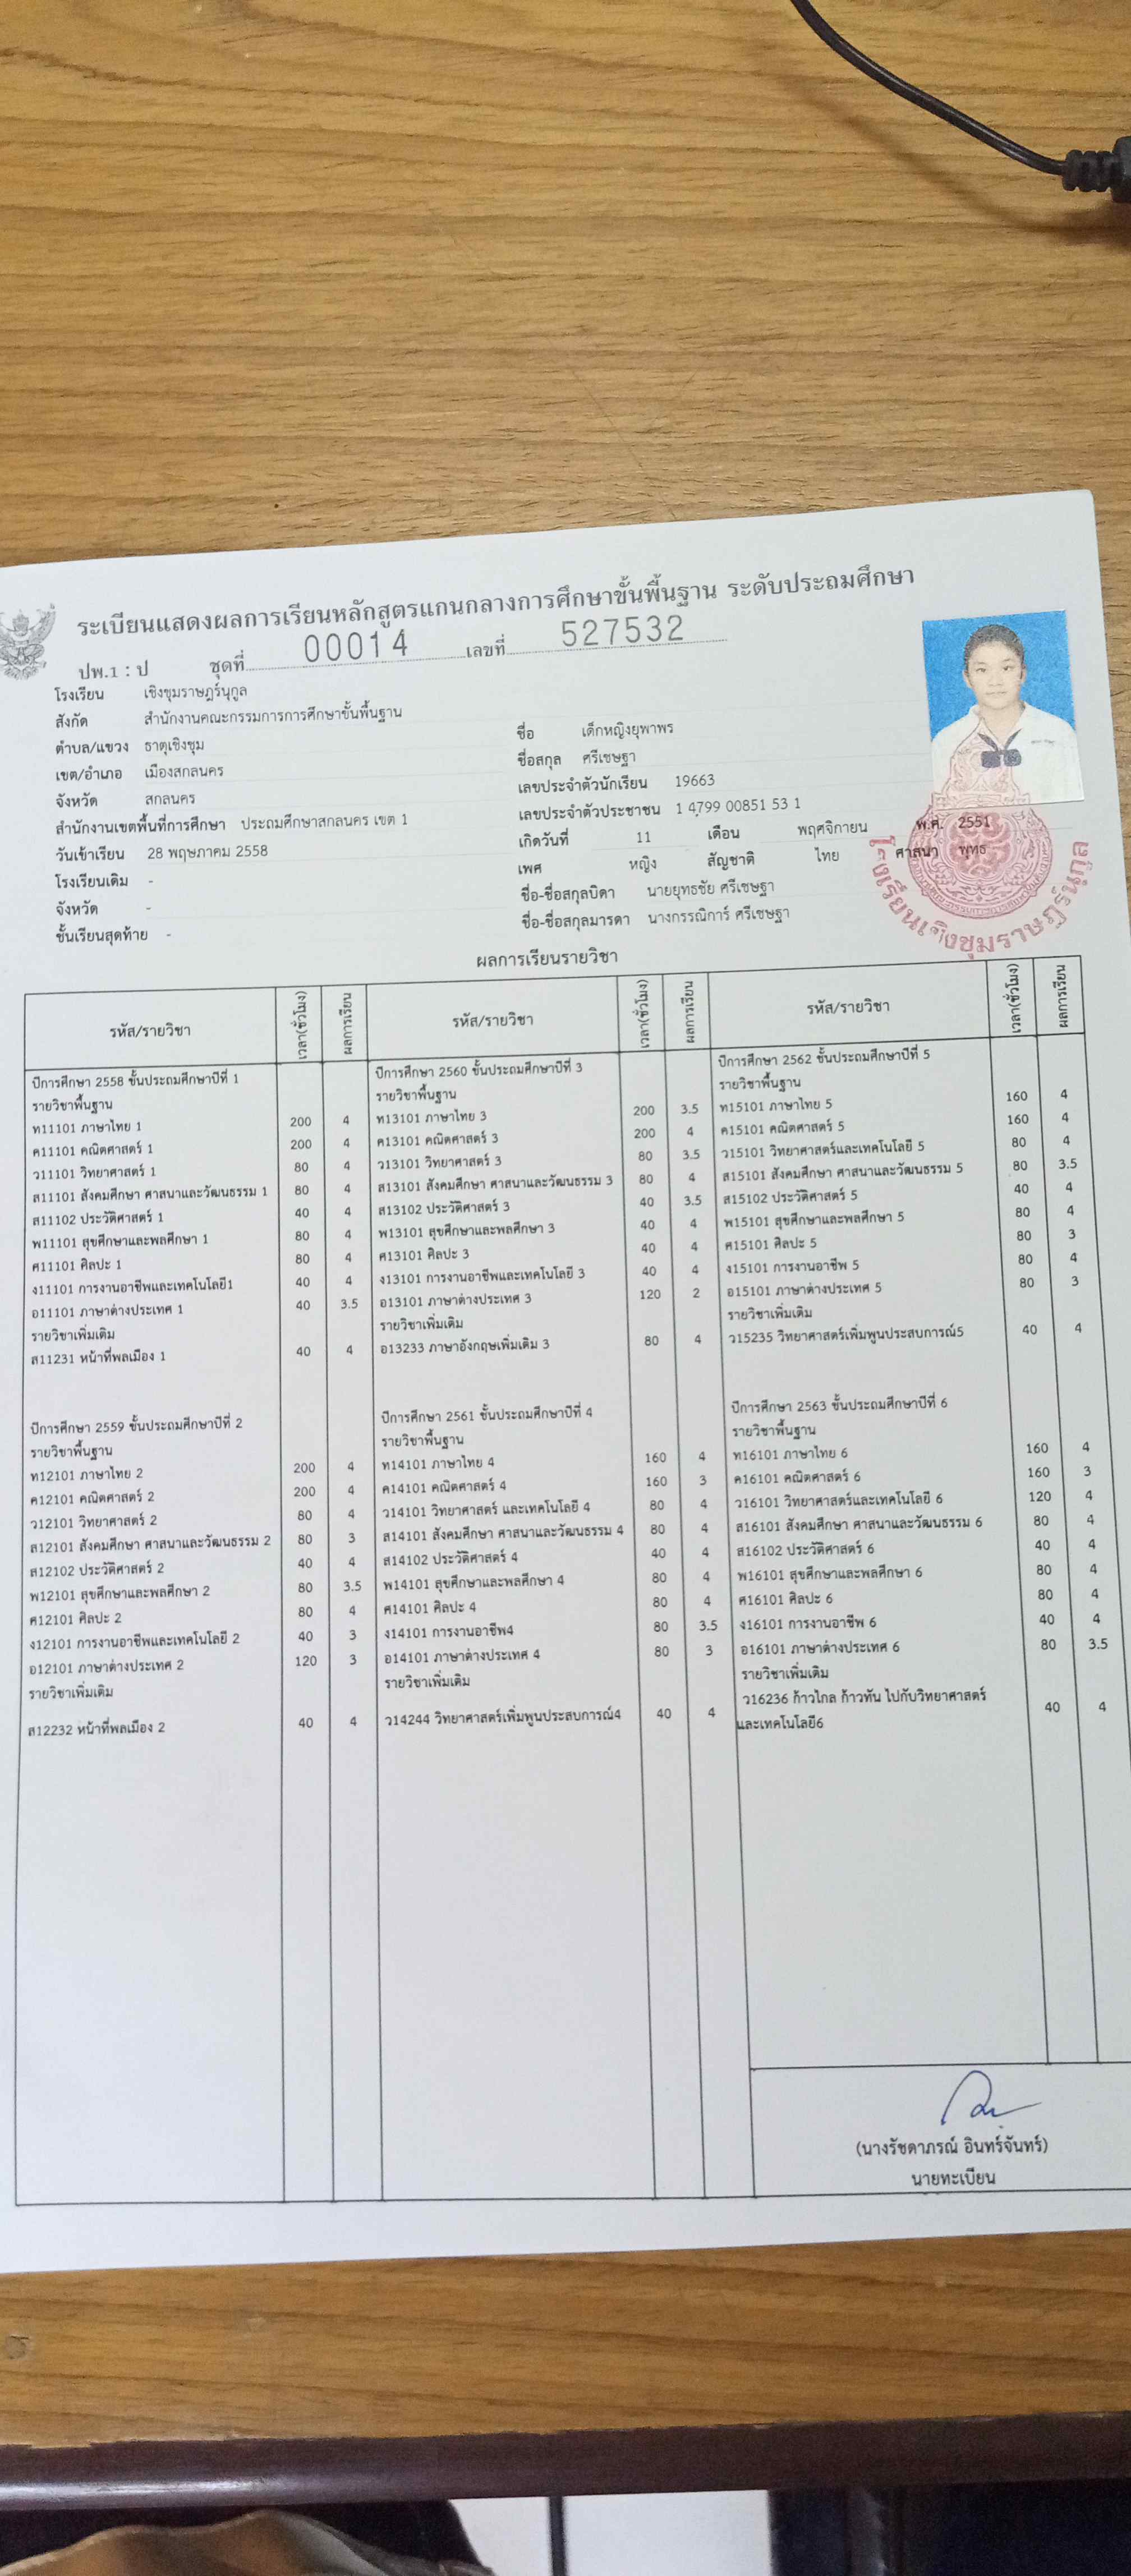 ระเบียนแสดงผลการเรียนหลักสูตรแกนกลางการศึกษาขั้นพื้นฐาน ระดับประถมศึกษา
ปพ.1 : ป ชุดที่ 00014 เลขที่ 527532
โรงเรียน เชิงชุมราษฎร์นุกูล
สังกัด สำนักงานคณะกรรมการการศึกษาขั้นพื้นฐาน
ตำบล/แขวง ธาตุเชิงชุม
เขต/อำเภอ เมืองสกลนคร
จังหวัด สกลนคร
สำนักงานเขตพื้นที่การศึกษา ประถมศึกษาสกลนคร เขต 1
วันเข้าเรียน 28 พฤษภาคม 2558
โรงเรียนเดิม -
จังหวัด -
ชั้นเรียนสุดท้าย -
ชื่อ เด็กหญิงยุพาพร
ชื่อสกุล ศรีเชษฐา
เลขประจำตัวนักเรียน 19663
เลขประจำตัวประชาชน 1 4799 00851 53 1
เกิดวันที่ 11 เดือน พฤศจิกายน พ.ศ. 2551
เพศ หญิง สัญชาติ ไทย ศาสนา พุทธ
ชื่อ-ชื่อสกุลบิดา นายยุทธชัย ศรีเชษฐา
ชื่อ-ชื่อสกุลมารดา นางกรรณิการ์ ศรีเชษฐา
โรงเรียนเชิงชุมราษฎร์นุกูล
ผลการเรียนรายวิชา
รหัส/รายวิชา เวลา(ชั่วโมง) ผลการเรียน รหัส/รายวิชา เวลา(ชั่วโมง) ผลการเรียน รหัส/รายวิชา เวลา(ชั่วโมง) ผลการเรียน
ปีการศึกษา 2558 ชั้นประถมศึกษาปีที่ 1
รายวิชาพื้นฐาน
ท11101 ภาษาไทย 1 200 4
ค11101 คณิตศาสตร์ 1 200 4
ว11101 วิทยาศาสตร์ 1 80 4
ส11101 สังคมศึกษา ศาสนาและวัฒนธรรม 1 80 4
ส11102 ประวัติศาสตร์ 1 40 4
พ11101 สุขศึกษาและพลศึกษา 1 80 4
ศ11101 ศิลปะ 1 80 4
ง11101 การงานอาชีพและเทคโนโลยี1 40 4
อ11101 ภาษาต่างประเทศ 1 40 3.5
รายวิชาเพิ่มเติม
ส11231 หน้าที่พลเมือง 1 40 4
ปีการศึกษา 2559 ชั้นประถมศึกษาปีที่ 2
รายวิชาพื้นฐาน
ท12101 ภาษาไทย 2 200 4
ค12101 คณิตศาสตร์ 2 200 4
ว12101 วิทยาศาสตร์ 2 80 4
ส12101 สังคมศึกษา ศาสนาและวัฒนธรรม 2 80 3
ส12102 ประวัติศาสตร์ 2 40 4
พ12101 สุขศึกษาและพลศึกษา 2 80 3.5
ศ12101 ศิลปะ 2 80 4
ง12101 การงานอาชีพและเทคโนโลยี 2 40 3
อ12101 ภาษาต่างประเทศ 2 120 3
รายวิชาเพิ่มเติม
ส12232 หน้าที่พลเมือง 2 40 4
ปีการศึกษา 2560 ชั้นประถมศึกษาปีที่ 3
รายวิชาพื้นฐาน
ท13101 ภาษาไทย 3 200 3.5
ค13101 คณิตศาสตร์ 3 200 4
ว13101 วิทยาศาสตร์ 3 80 3.5
ส13101 สังคมศึกษา ศาสนาและวัฒนธรรม 3 80 4
ส13102 ประวัติศาสตร์ 3 40 3.5
พ13101 สุขศึกษาและพลศึกษา 3 40 4
ศ13101 ศิลปะ 3 40 4
ง13101 การงานอาชีพและเทคโนโลยี 3 40 4
อ13101 ภาษาต่างประเทศ 3 120 2
รายวิชาเพิ่มเติม
อ13233 ภาษาอังกฤษเพิ่มเติม 3 80 4
ปีการศึกษา 2561 ชั้นประถมศึกษาปีที่ 4
รายวิชาพื้นฐาน
ท14101 ภาษาไทย 4 160 4
ค14101 คณิตศาสตร์ 4 160 3
ว14101 วิทยาศาสตร์ และเทคโนโลยี 4 80 4
ส14101 สังคมศึกษา ศาสนาและวัฒนธรรม 4 80 4
ส14102 ประวัติศาสตร์ 4 40 4
พ14101 สุขศึกษาและพลศึกษา 4 80 4
ศ14101 ศิลปะ 4 80 4
ง14101 การงานอาชีพ4 80 3.5
อ14101 ภาษาต่างประเทศ 4 80 3
รายวิชาเพิ่มเติม
ว14244 วิทยาศาสตร์เพิ่มพูนประสบการณ์4 40 4
ปีการศึกษา 2562 ชั้นประถมศึกษาปีที่ 5
รายวิชาพื้นฐาน
ท15101 ภาษาไทย 5 160 4
ค15101 คณิตศาสตร์ 5 160 4
ว15101 วิทยาศาสตร์และเทคโนโลยี 5 80 4
ส15101 สังคมศึกษา ศาสนาและวัฒนธรรม 5 80 3.5
ส15102 ประวัติศาสตร์ 5 40 4
พ15101 สุขศึกษาและพลศึกษา 5 80 4
ศ15101 ศิลปะ 5 80 3
ง15101 การงานอาชีพ 5 80 4
อ15101 ภาษาต่างประเทศ 5 80 3
รายวิชาเพิ่มเติม
ว15235 วิทยาศาสตร์เพิ่มพูนประสบการณ์5 40 4
ปีการศึกษา 2563 ชั้นประถมศึกษาปีที่ 6
รายวิชาพื้นฐาน
ท16101 ภาษาไทย 6 160 4
ค16101 คณิตศาสตร์ 6 160 3
ว16101 วิทยาศาสตร์และเทคโนโลยี 6 120 4
ส16101 สังคมศึกษา ศาสนาและวัฒนธรรม 6 80 4
ส16102 ประวัติศาสตร์ 6 40 4
พ16101 สุขศึกษาและพลศึกษา 6 80 4
ศ16101 ศิลปะ 6 80 4
ง16101 การงานอาชีพ 6 40 4
อ16101 ภาษาต่างประเทศ 6 80 3.5
รายวิชาเพิ่มเติม
ว16236 ก้าวไกล ก้าวทัน ไปกับวิทยาศาสตร์
และเทคโนโลยี6 40 4
(นางรัชดาภรณ์ อินทร์จันทร์)
นายทะเบียน